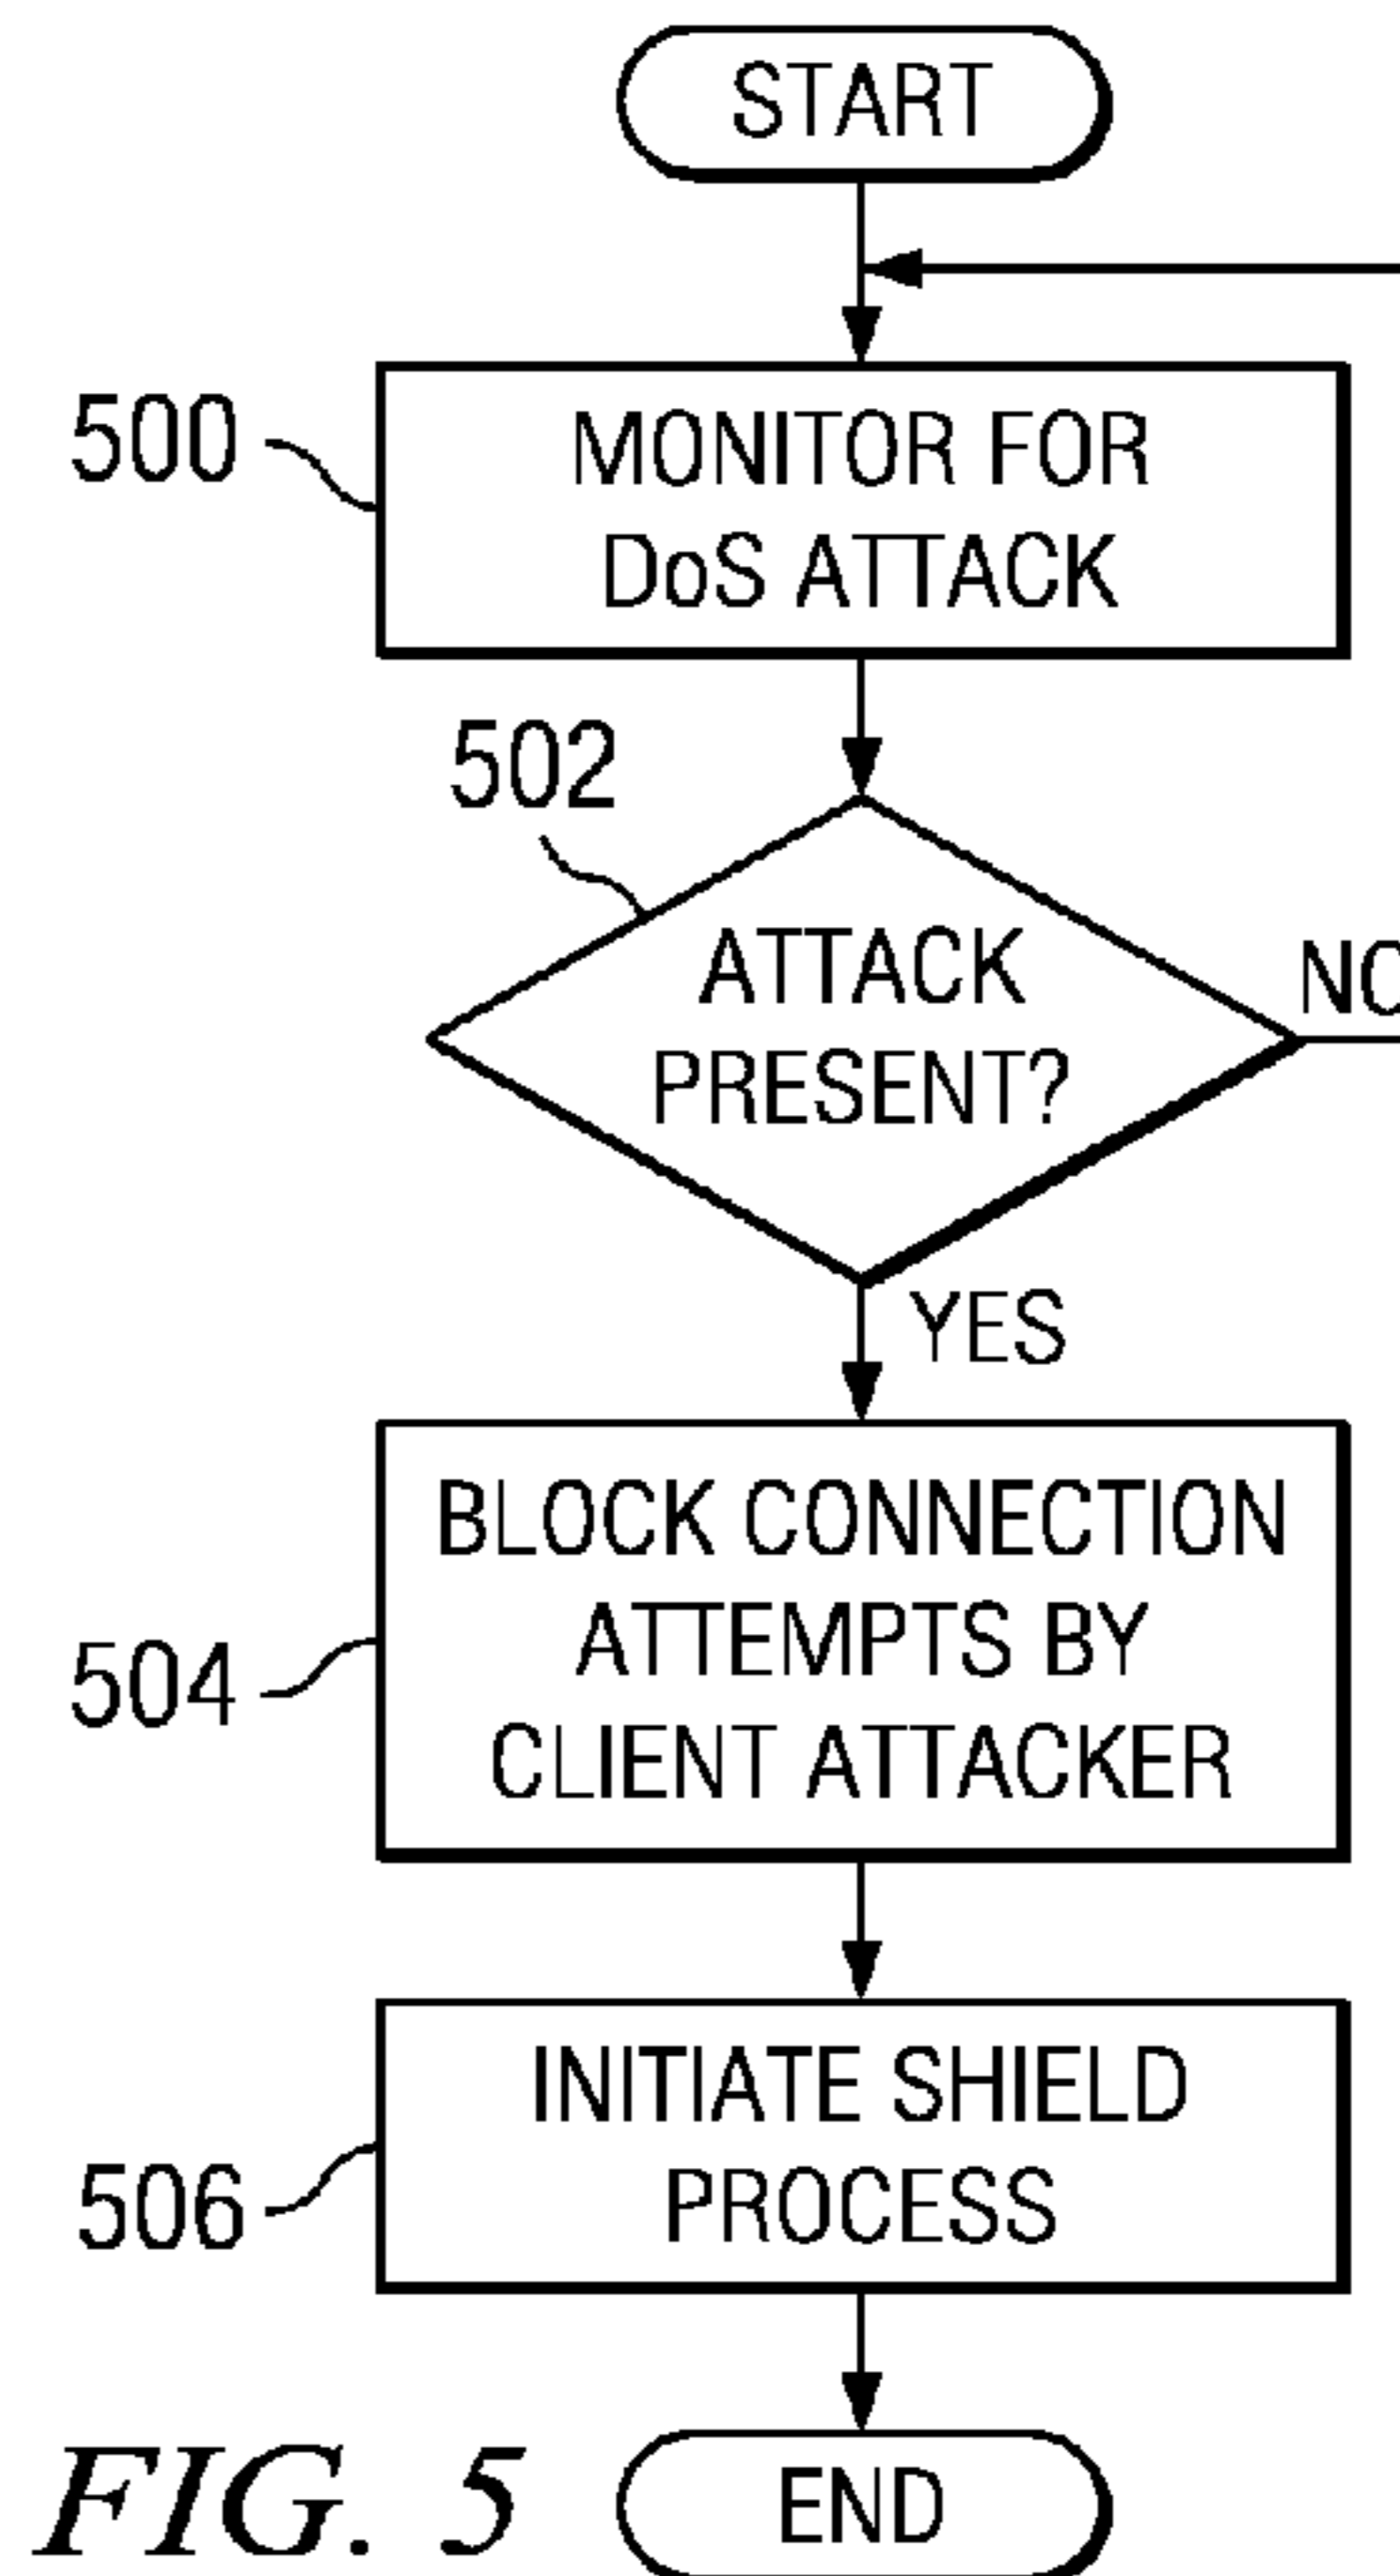 START
500
MONITOR FOR
DoS ATTACK
502
ATTACK
PRESENT?
NO
YES
BLOCK CONNECTION
ATTEMPTS BY
CLIENT ATTACKER
504
INITIATE SHIELD
PROCESS
506
FIG. 5
END